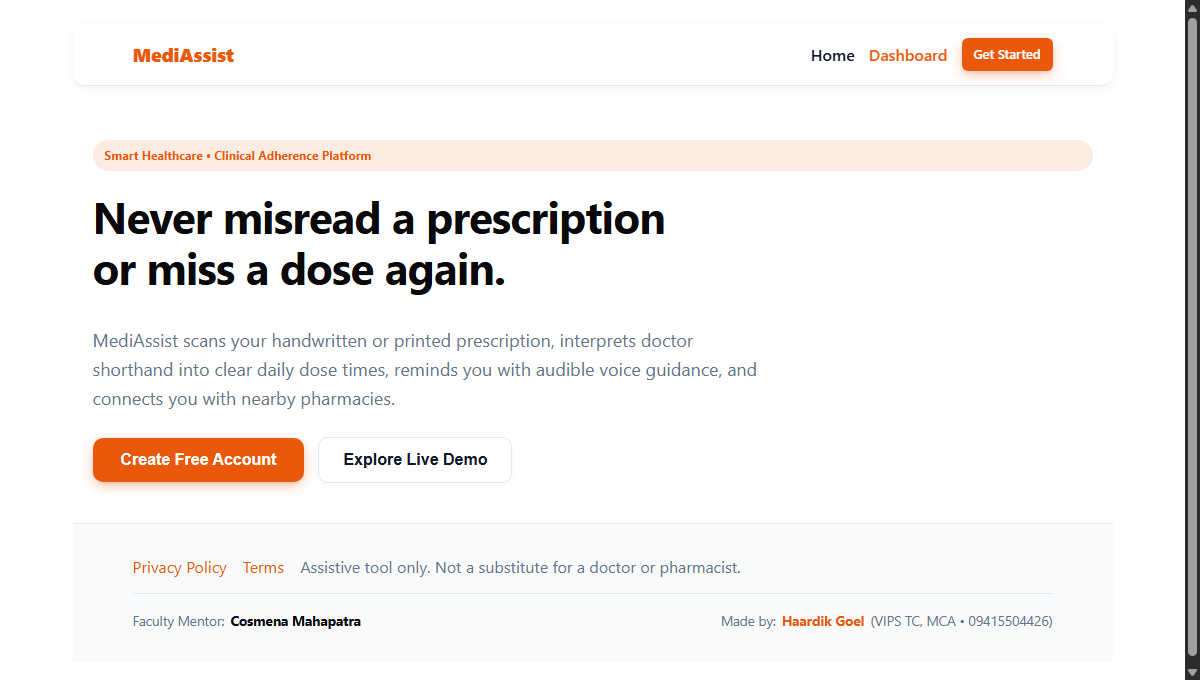 MediAssist
Home Dashboard Get Started
Smart Healthcare • Clinical Adherence Platform
Never misread a prescription
or miss a dose again.
MediAssist scans your handwritten or printed prescription, interprets doctor
shorthand into clear daily dose times, reminds you with audible voice guidance, and
connects you with nearby pharmacies.
Create Free Account Explore Live Demo
Privacy Policy Terms Assistive tool only. Not a substitute for a doctor or pharmacist.
Faculty Mentor: Cosmena Mahapatra Made by: Haardik Goel (VIPS TC, MCA • 09415504426)